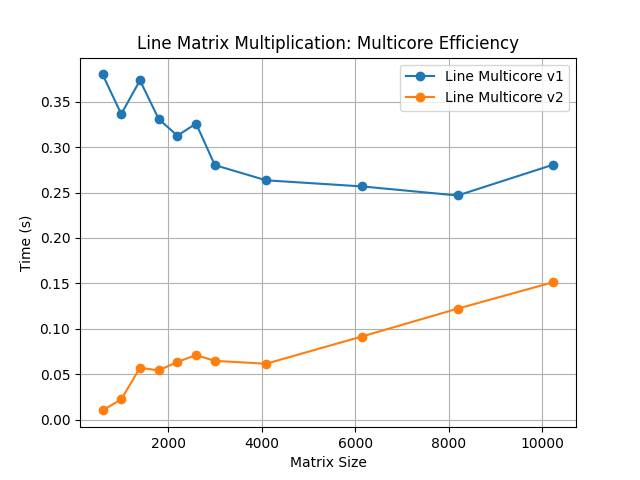 Line Matrix Multiplication: Multicore Efficiency
Line Multicore v1
Line Multicore v2
Time (s)
0.35
0.30
0.25
0.20
0.15
0.10
0.05
0.00
2000 4000 6000 8000 10000
Matrix Size